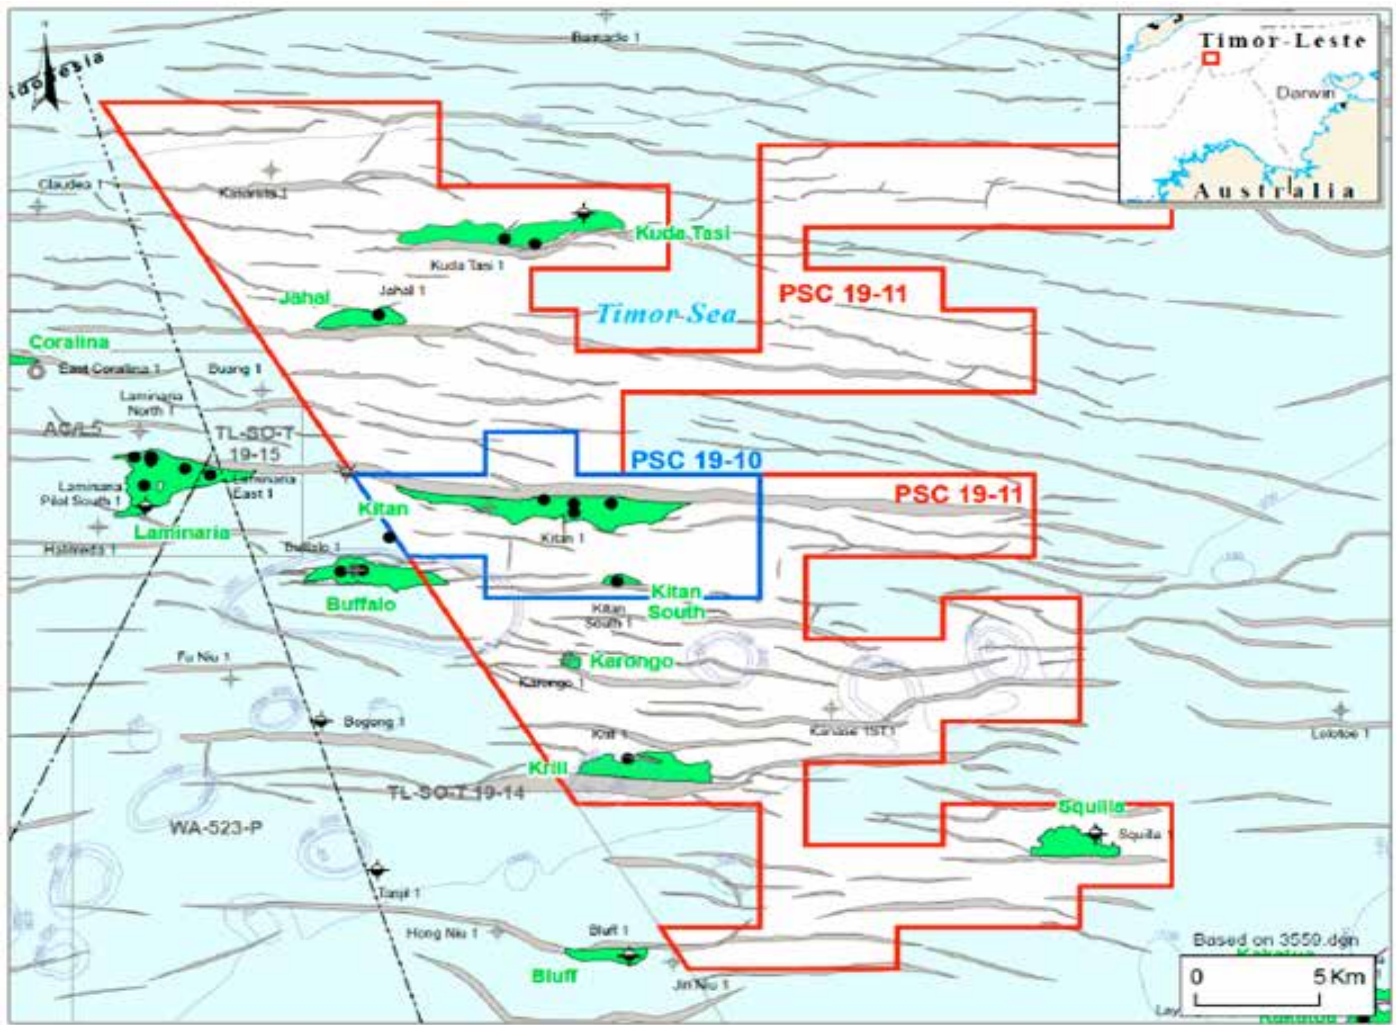 Timor-Leste
Darwin
Australia
Barnacle 1
Claudea 1
Kasarista 1
Kuda Tasi
Kuda Tasi 1
Jahal
Jahal 1
PSC 19-11
Timor Sea
Coralina
East Coralina 1
Buang 1
Laminaria
North 1
AC/L5
TL-SO-T
19-15
PSC 19-10
PSC 19-11
Laminaria
East 1
Laminaria
Pilot South 1
Laminaria
Kitan
Kitan 1
Halimeda 1
Buffalo 1
Buffalo
Kitan
South
Kitan
South 1
Karongo
Karongo 1
Fu Niu 1
Bogong 1
Kanase 1ST1
Lolotoe 1
Krill 1
Krill
TL-SO-T 19-14
WA-523-P
Squilla
Squilla 1
Tanjil 1
Hong Niu 1
Bluff 1
Bluff
Jin Niu 1
Based on 3559.dgn
0 5 Km